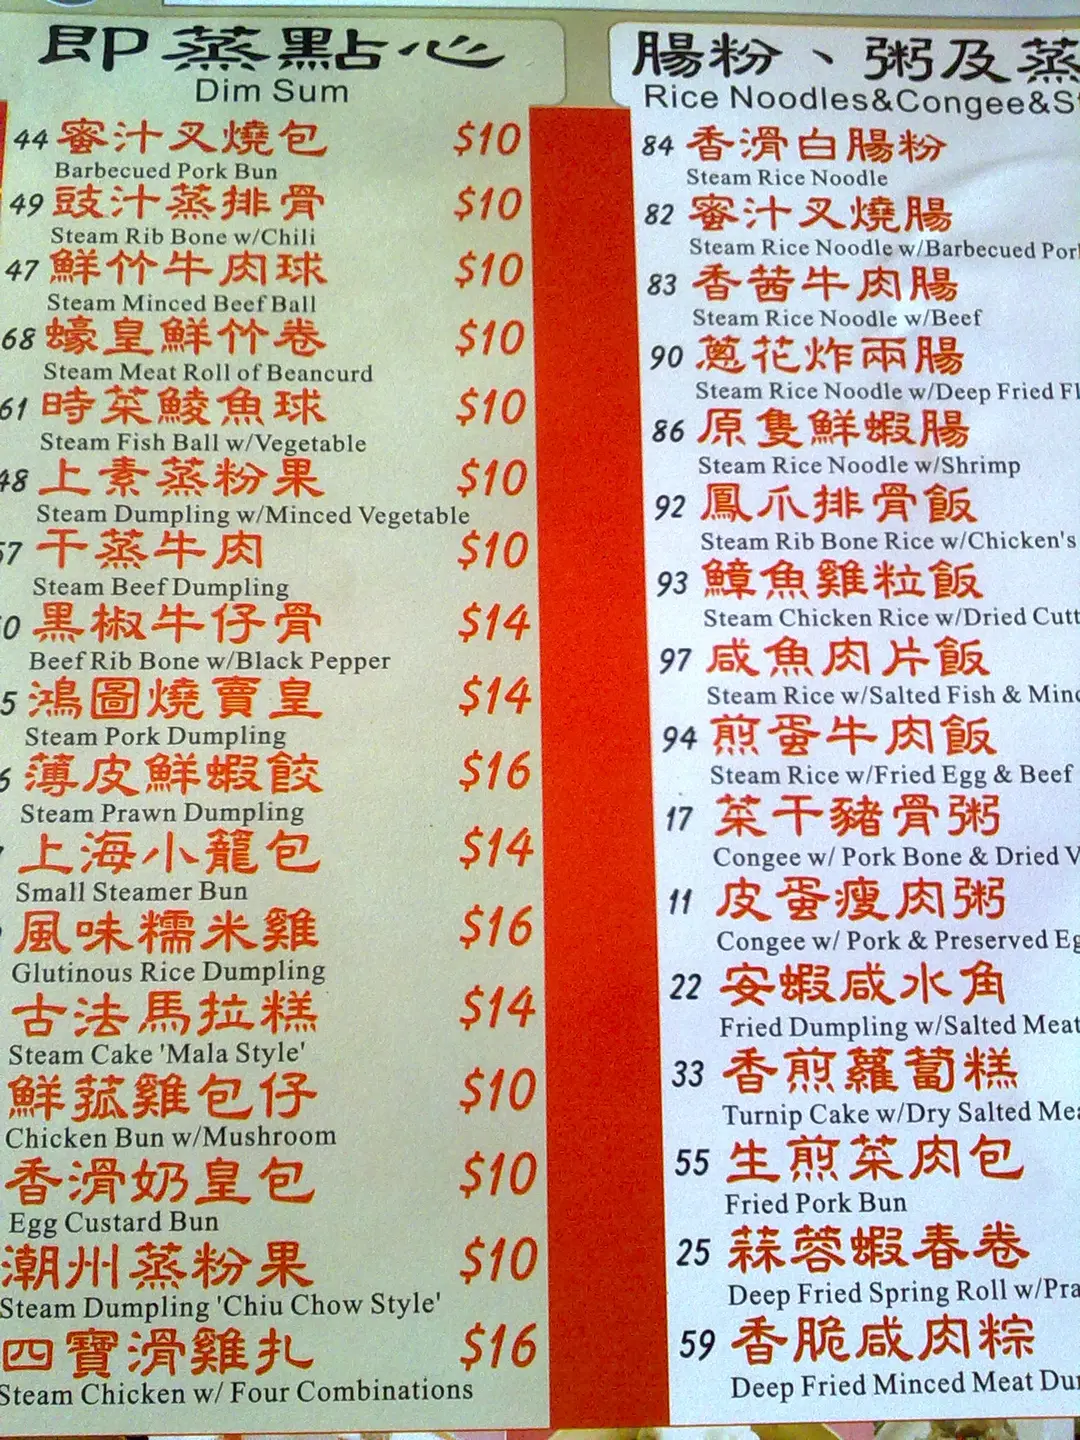 即蒸點心
Dim Sum
44 蜜汁叉燒包 $10
Barbecued Pork Bun
49 豉汁蒸排骨 $10
Steam Rib Bone w/Chili
47 鮮竹牛肉球 $10
Steam Minced Beef Ball
68 蠔皇鮮竹卷 $10
Steam Meat Roll of Beancurd
61 時菜鯪魚球 $10
Steam Fish Ball w/Vegetable
48 上素蒸粉果 $10
Steam Dumpling w/Minced Vegetable
57 干蒸牛肉 $10
Steam Beef Dumpling
0 黑椒牛仔骨 $14
Beef Rib Bone w/Black Pepper
5 鴻圖燒賣皇 $14
Steam Pork Dumpling
6 薄皮鮮蝦餃 $16
Steam Prawn Dumpling
上海小籠包 $14
Small Steamer Bun
風味糯米雞 $16
Glutinous Rice Dumpling
古法馬拉糕 $14
Steam Cake 'Mala Style'
鮮菰雞包仔 $10
Chicken Bun w/Mushroom
香滑奶皇包 $10
Egg Custard Bun
潮州蒸粉果 $10
Steam Dumpling 'Chiu Chow Style'
四寶滑雞扎 $16
Steam Chicken w/ Four Combinations
腸粉、粥及蒸
Rice Noodles&Congee&S
84 香滑白腸粉
Steam Rice Noodle
82 蜜汁叉燒腸
Steam Rice Noodle w/Barbecued Por
83 香茜牛肉腸
Steam Rice Noodle w/Beef
90 蔥花炸兩腸
Steam Rice Noodle w/Deep Fried Fl
86 原隻鮮蝦腸
Steam Rice Noodle w/Shrimp
92 鳳爪排骨飯
Steam Rib Bone Rice w/Chicken's
93 鱆魚雞粒飯
Steam Chicken Rice w/Dried Cutt
97 咸魚肉片飯
Steam Rice w/Salted Fish & Minc
94 煎蛋牛肉飯
Steam Rice w/Fried Egg & Beef
17 菜干豬骨粥
Congee w/ Pork Bone & Dried V
11 皮蛋瘦肉粥
Congee w/ Pork & Preserved Eg
22 安蝦咸水角
Fried Dumpling w/Salted Meat
33 香煎蘿蔔糕
Turnip Cake w/Dry Salted Mea
55 生煎菜肉包
Fried Pork Bun
25 蒜蓉蝦春卷
Deep Fried Spring Roll w/Pra
59 香脆咸肉粽
Deep Fried Minced Meat Du